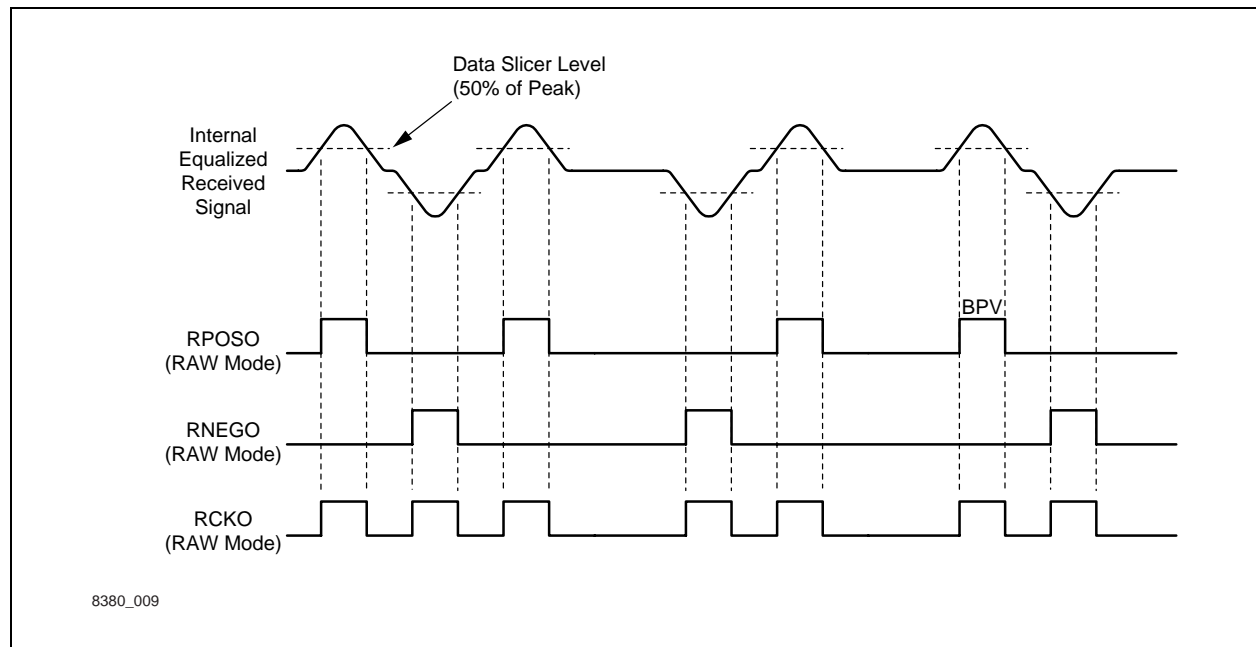 Data Slicer Level
(50% of Peak)
Internal
Equalized
Received
Signal
BPV
RPOSO
(RAW Mode)
RNEGO
(RAW Mode)
RCKO
(RAW Mode)
8380_009